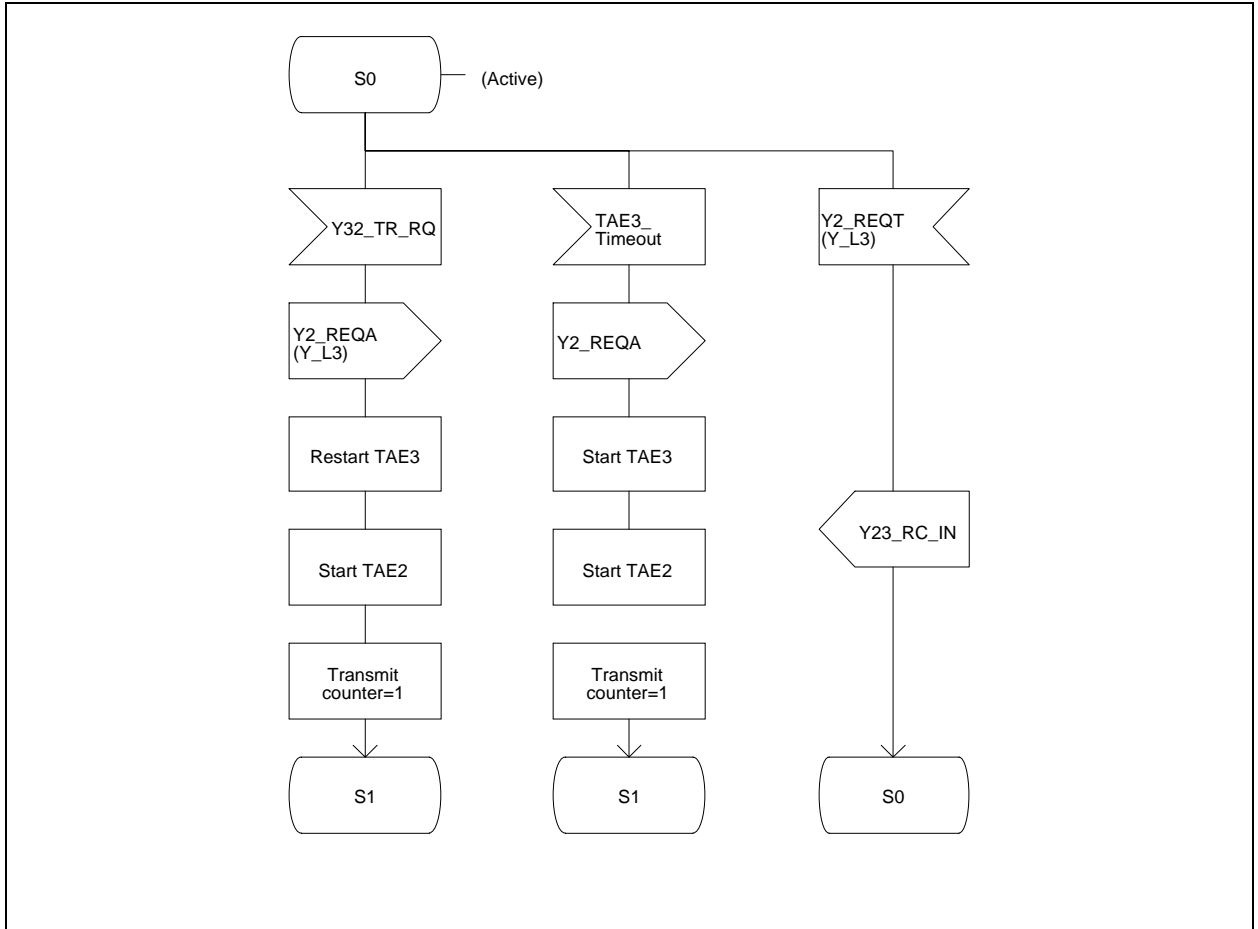 S0
(Active)
Y32_TR_RQ
TAE3_
Timeout
Y2_REQT
(Y_L3)
Y2_REQA
(Y_L3)
Y2_REQA
Restart TAE3
Start TAE3
Y23_RC_IN
Start TAE2
Start TAE2
Transmit
counter=1
Transmit
counter=1
S1
S1
S0